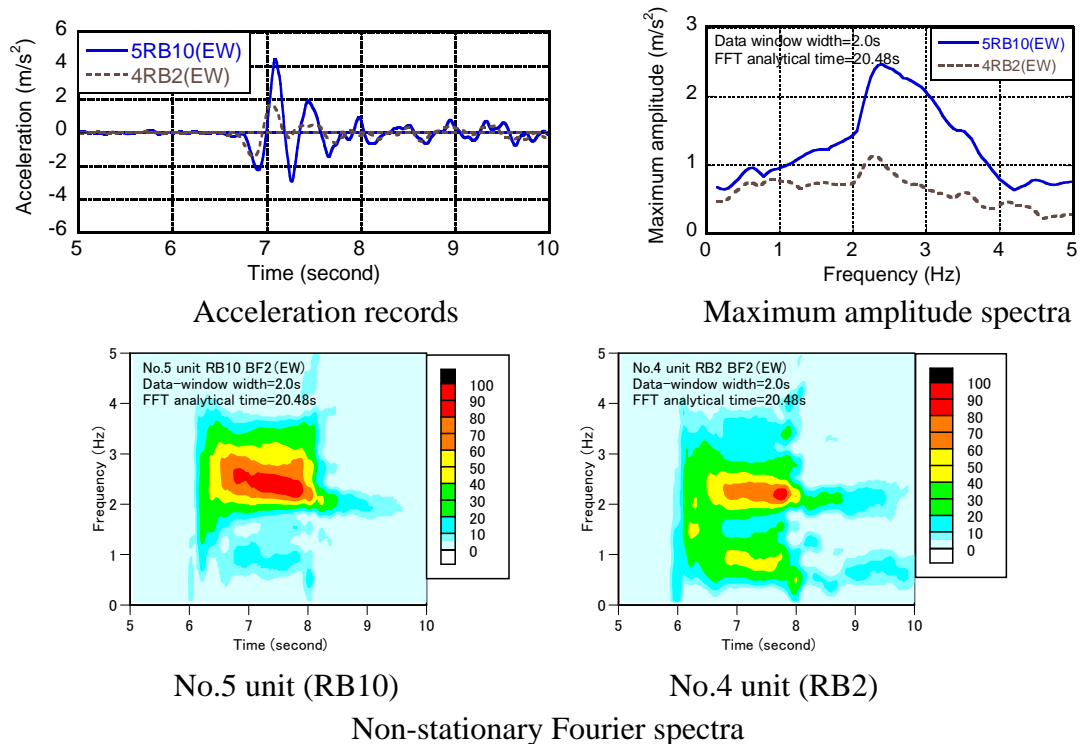 Acceleration (m/s2)
6
4
2
0
-2
-4
-6
5RB10(EW)
4RB2(EW)
5 6 7 8 9 10
Time (second)
Acceleration records
Maximum amplitude (m/s2)
3
2
1
0
Data window width=2.0s
FFT analytical time=20.48s
5RB10(EW)
4RB2(EW)
0 1 2 3 4 5
Frequency (Hz)
Maximum amplitude spectra
Frequency (Hz)
5
4
3
2
1
0
No.5 unit RB10 BF2(EW)
Data-window width=2.0s
FFT analytical time=20.48s
5 6 7 8 9 10
Time (second)
100
90
80
70
60
50
40
30
20
10
0
No.5 unit (RB10)
Frequency (Hz)
5
4
3
2
1
0
No.4 unit RB2 BF2(EW)
Data-window width=2.0s
FFT analytical time=20.48s
5 6 7 8 9 10
Time (second)
100
90
80
70
60
50
40
30
20
10
0
No.4 unit (RB2)
Non-stationary Fourier spectra